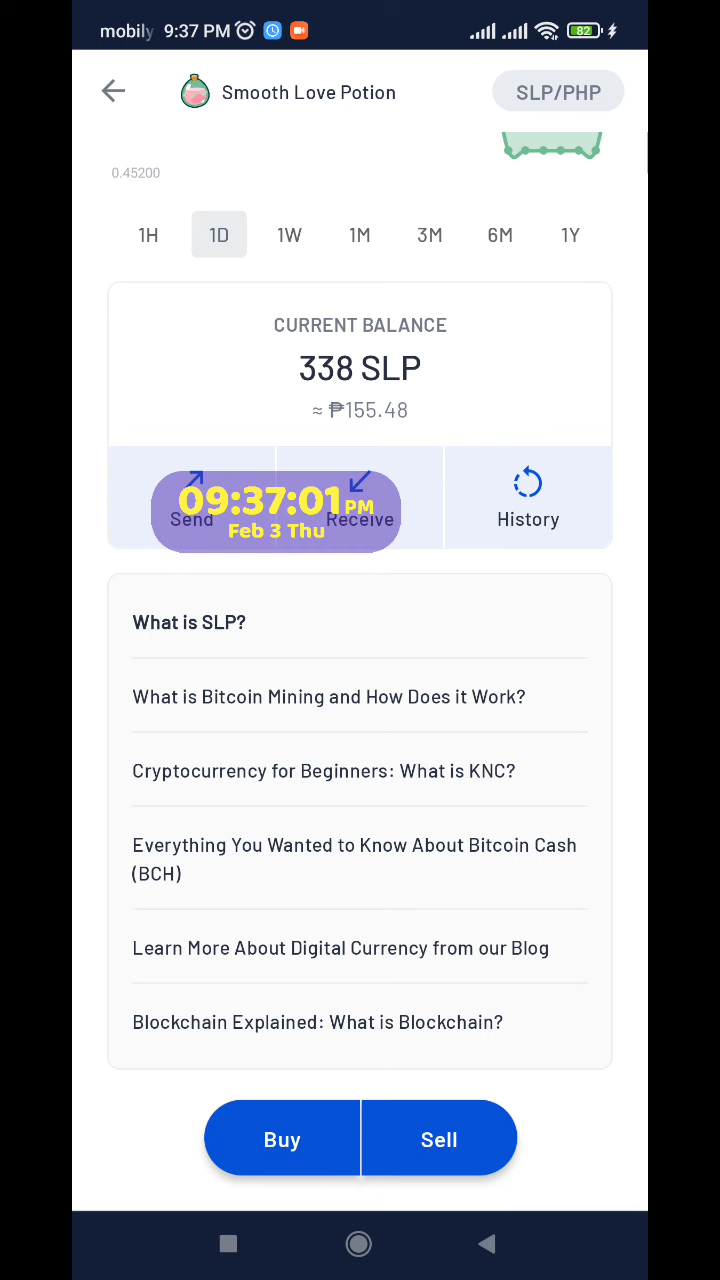 mobily 9:37 PM 82
Smooth Love Potion
SLP/PHP
0.45200
1H 1D 1W 1M 3M 6M 1Y
CURRENT BALANCE
338 SLP
≈ ₱155.48
09:37:01 PM
Feb 3 Thu
Send Receive History
What is SLP?
What is Bitcoin Mining and How Does it Work?
Cryptocurrency for Beginners: What is KNC?
Everything You Wanted to Know About Bitcoin Cash
(BCH)
Learn More About Digital Currency from our Blog
Blockchain Explained: What is Blockchain?
Buy Sell